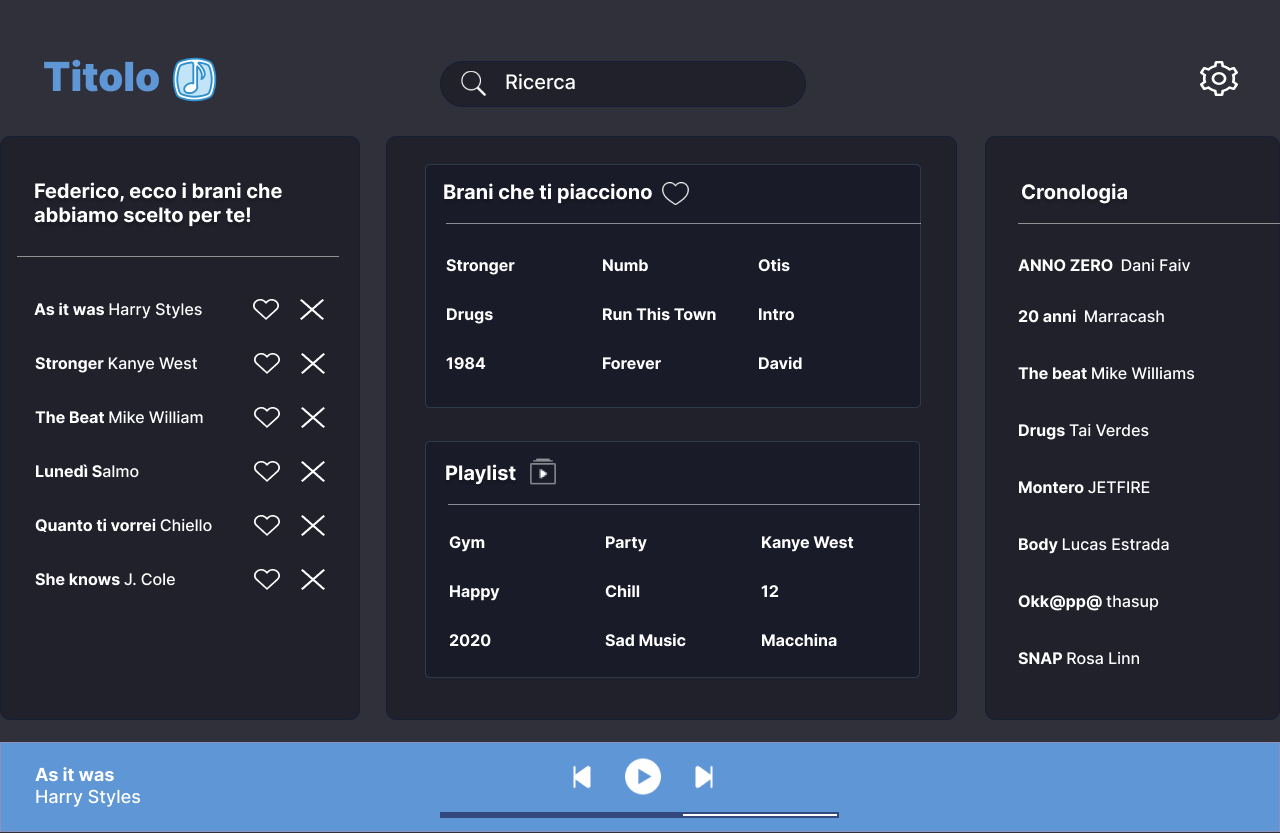 Titolo
Ricerca
Federico, ecco i brani che
abbiamo scelto per te!
As it was Harry Styles
Stronger Kanye West
The Beat Mike William
Lunedì Salmo
Quanto ti vorrei Chiello
She knows J. Cole
Brani che ti piacciono
Stronger Numb Otis
Drugs Run This Town Intro
1984 Forever David
Playlist
Gym Party Kanye West
Happy Chill 12
2020 Sad Music Macchina
Cronologia
ANNO ZERO Dani Faiv
20 anni Marracash
The beat Mike Williams
Drugs Tai Verdes
Montero JETFIRE
Body Lucas Estrada
Okk@pp@ thasup
SNAP Rosa Linn
As it was
Harry Styles